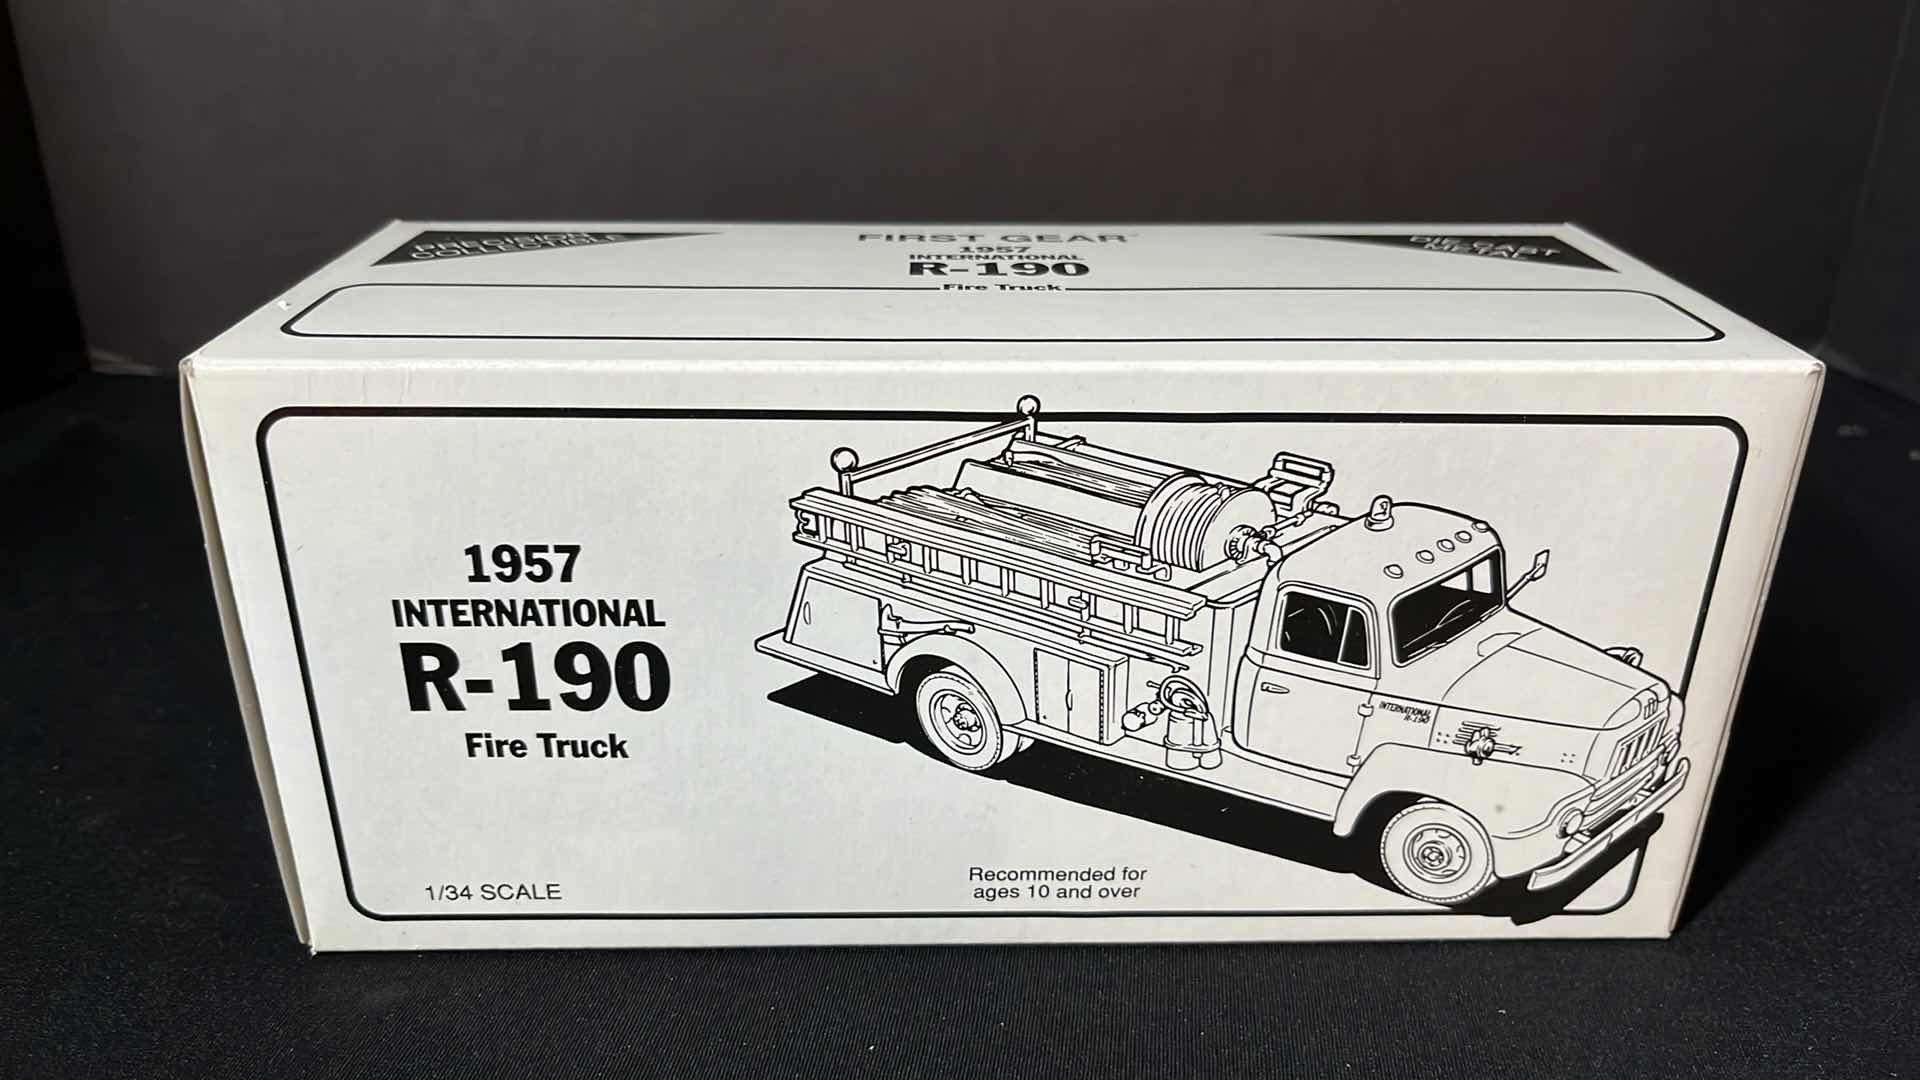 PRECISION
COLLECTIBLE
FIRST GEAR
1957
INTERNATIONAL
R-190
Fire Truck
DIE-CAST
METAL
1957
INTERNATIONAL
R-190
Fire Truck
INTERNATIONAL
R-190
1/34 SCALE
Recommended for
ages 10 and over